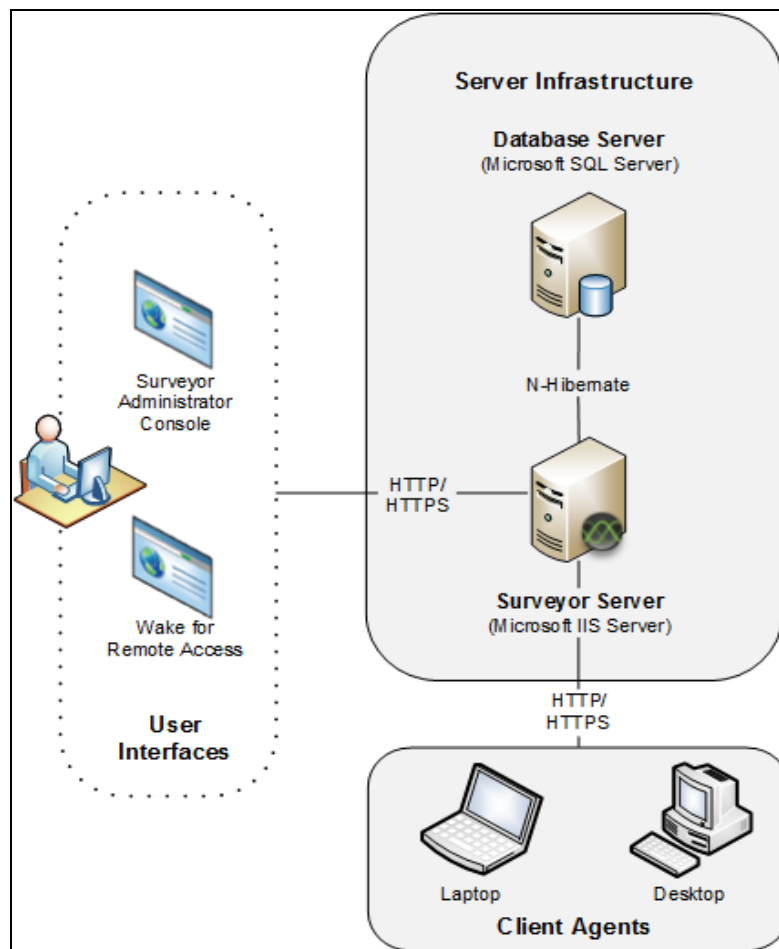 Server Infrastructure
Database Server
(Microsoft SQL Server)
N-Hibernate
Surveyor
Administrator
Console
HTTP/
HTTPS
Wake for
Remote Access
Surveyor Server
(Microsoft IIS Server)
User
Interfaces
HTTP/
HTTPS
Laptop
Desktop
Client Agents